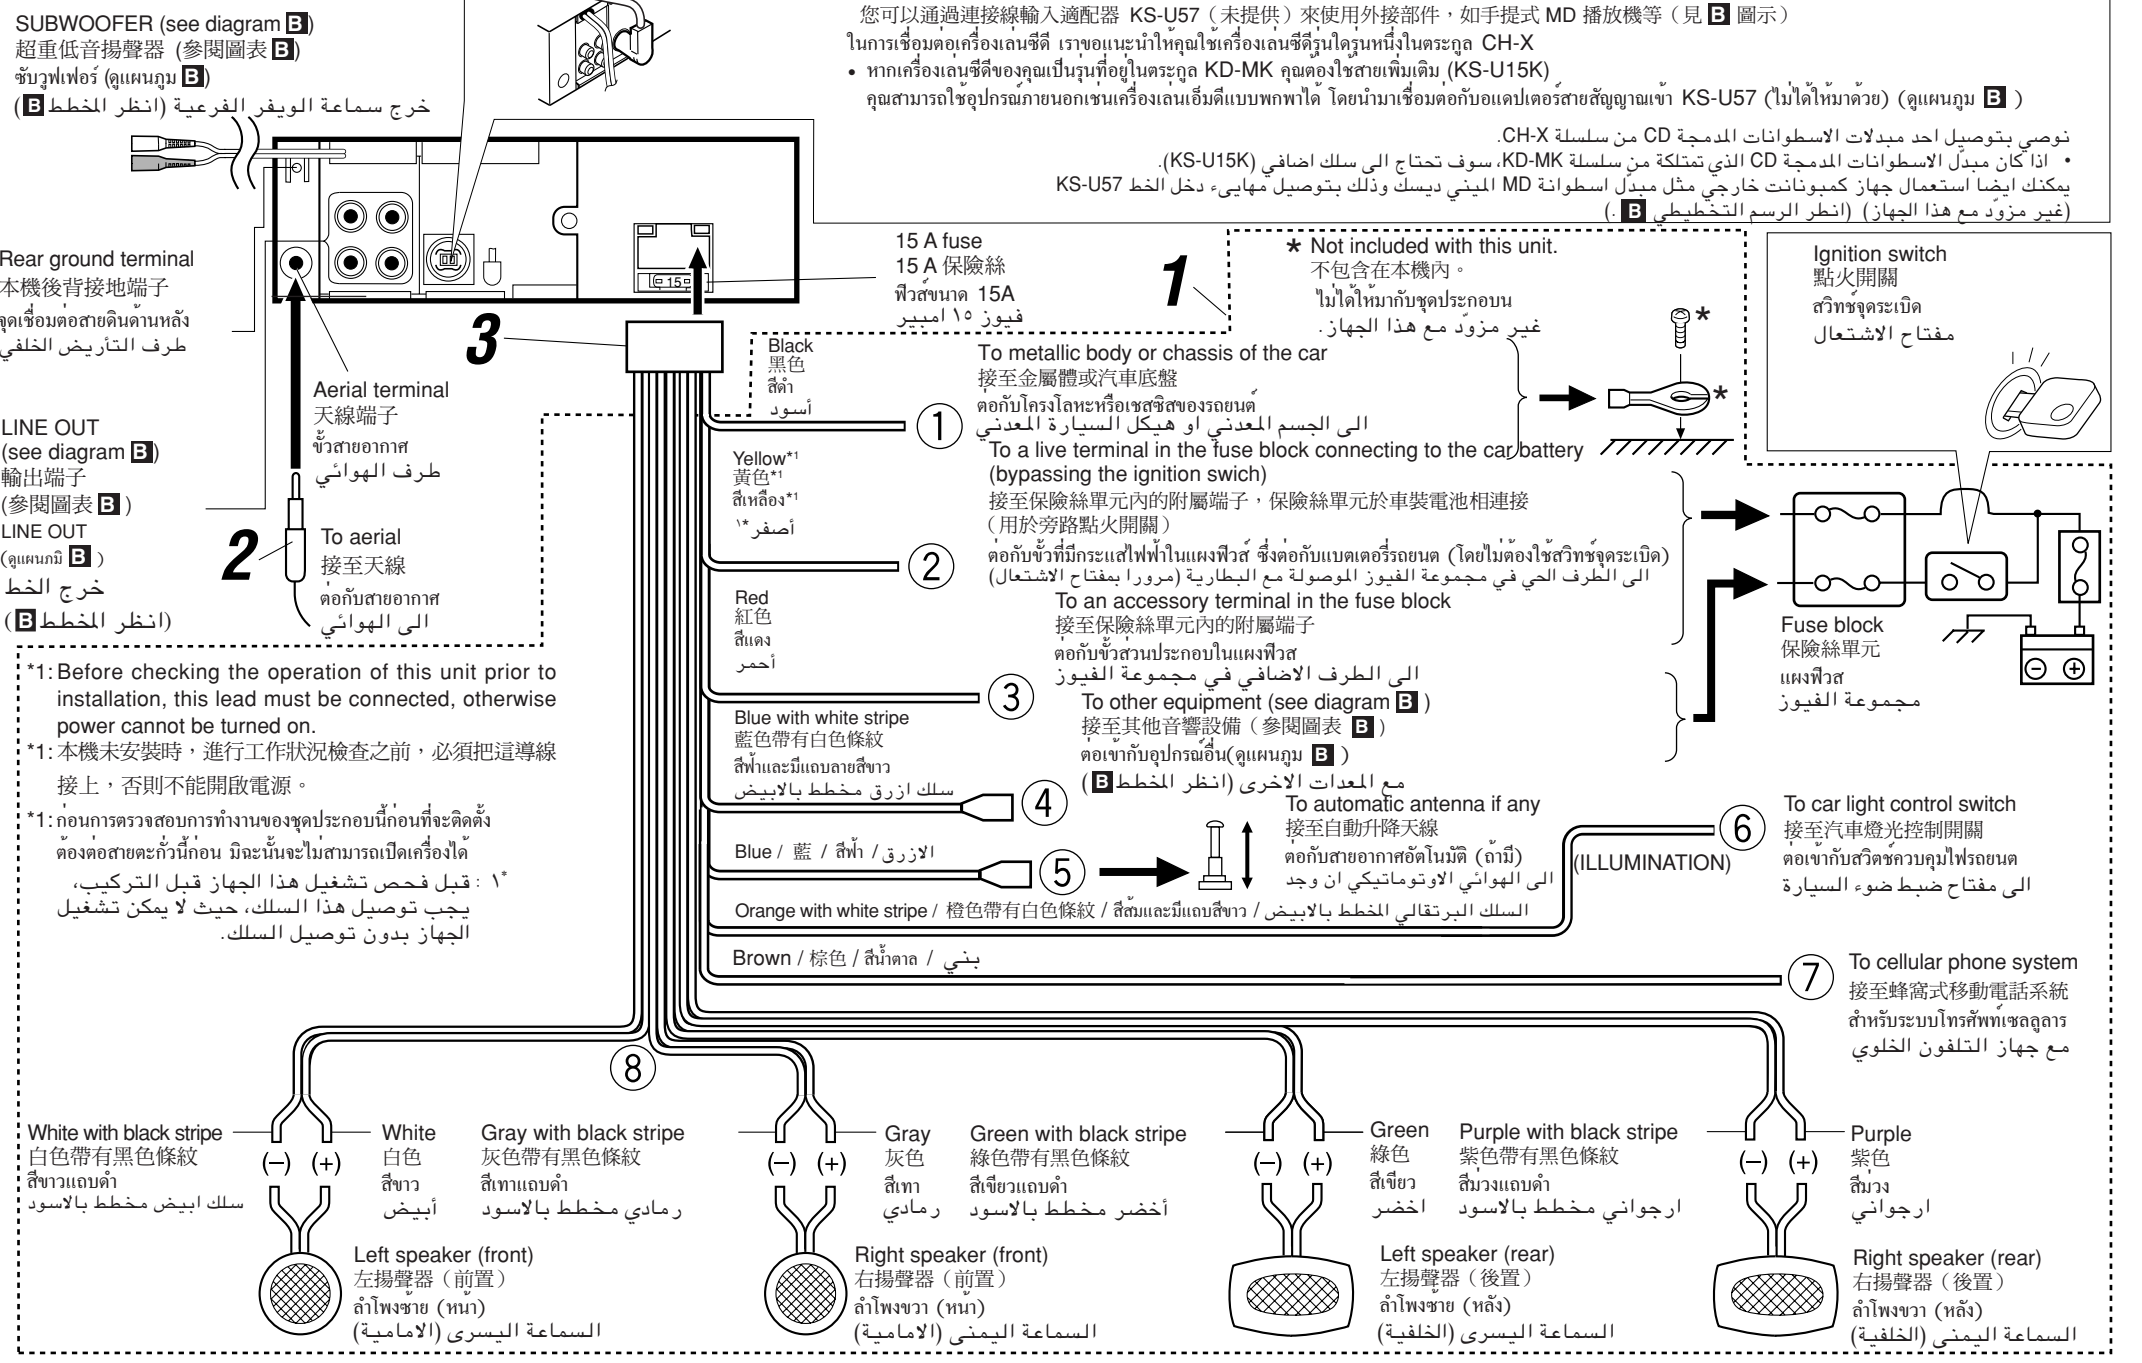 SUBWOOFER (see diagram B)
超重低音揚聲器 (參閱圖表 B)
ซับวูฟเฟอร์ (ดูแผนภูมิ B)
خرج سماعة الويفر الفرعية (انظر المخطط B)
您可以通過連接線輸入適配器 KS-U57（未提供）來使用外接部件，如手提式 MD 播放機等（見 B 圖示）
ในการเชื่อมต่อเครื่องเล่นซีดี เราขอแนะนำให้คุณใช้เครื่องเล่นซีดีรุ่นใดรุ่นหนึ่งในตระกูล CH-X
• หากเครื่องเล่นซีดีของคุณเป็นรุ่นที่อยู่ในตระกูล KD-MK คุณต้องใช้สายเพิ่มเติม (KS-U15K)
คุณสามารถใช้อุปกรณ์ภายนอกเช่นเครื่องเล่นเอ็มดีแบบพกพาได้ โดยนำมาเชื่อมต่อกับอแดปเตอร์สายสัญญาณเข้า KS-U57 (ไม่ได้ให้มาด้วย) (ดูแผนภูมิ B )
نوصي بتوصيل احد مبدلات الاسطوانات المدمجة CD من سلسلة CH-X.
• اذا كان مبدّل الاسطوانات المدمجة CD الذي تمتلكة من سلسلة KD-MK، سوف تحتاج الى سلك اضافي (KS-U15K).
يمكنك ايضا استعمال جهاز كمبونانت خارجي مثل مبدّل اسطوانة MD الميني ديسك وذلك بتوصيل مهايىء دخل الخط KS-U57
(غير مزوّد مع هذا الجهاز) (انطر الرسم التخطيطي B .)
Rear ground terminal
本機後背接地端子
จุดเชื่อมต่อสายดินด้านหลัง
طرف التأريض الخلفي
15
15 A fuse
15 A 保險絲
ฟิวส์ขนาด 15A
فيوز ١٥ امبير
1
* Not included with this unit.
不包含在本機內。
ไม่ได้ให้มากับชุดประกอบน
غير مزوّد مع هذا الجهاز.
*
*
Ignition switch
點火開關
สวิทช์จุดระเบิด
مفتاح الاشتعال
3
Aerial terminal
天線端子
ขั้วสายอากาศ
طرف الهوائي
LINE OUT
(see diagram B)
輸出端子
(參閱圖表 B )
LINE OUT
(ดูแผนภมิ B )
خرج الخط
(انظر المخطط B)
2
To aerial
接至天線
ต่อกับสายอากาศ
الى الهوائي
Black
黑色
สีดำ
أسود
1
To metallic body or chassis of the car
接至金屬體或汽車底盤
ต่อกับโครงโลหะหรือเชสซิสของรถยนต์
الى الجسم المعدني او هيكل السيارة المعدني
Yellow*1
黃色*1
สีเหลือง*1
أصفر*١
2
To a live terminal in the fuse block connecting to the car battery
(bypassing the ignition swich)
接至保險絲單元內的附屬端子，保險絲單元於車裝電池相連接
（用於旁路點火開關）
ต่อกับขั้วที่มีกระแสไฟฟ้าในแผงฟิวส์ ซึ่งต่อกับแบตเตอรี่รถยนต (โดยไม่ต้องใช้สวิทช์จุดระเบิด)
الى الطرف الحي في مجموعة الفيوز الموصولة مع البطارية (مرورا بمفتاح الاشتعال)
Red
紅色
สีแดง
أحمر
3
To an accessory terminal in the fuse block
接至保險絲單元內的附屬端子
ต่อกับขั้วส่วนประกอบในแผงฟิวส
الى الطرف الاضافي في مجموعة الفيوز
Fuse block
保險絲單元
แผงฟิวส
مجموعة الفيوز
Blue with white stripe
藍色帶有白色條紋
สีฟ้าและมีแถบลายสีขาว
سلك ازرق مخطط بالابيض
4
To other equipment (see diagram B )
接至其他音響設備（參閱圖表 B ）
ต่อเข้ากับอุปกรณ์อื่น(ดูแผนภูมิ B )
مع المعدات الاخرى (انظر المخطط B)
*1: Before checking the operation of this unit prior to
installation, this lead must be connected, otherwise
power cannot be turned on.
*1: 本機未安裝時，進行工作狀況檢查之前，必須把這導線
接上，否則不能開啟電源。
*1: ก่อนการตรวจสอบการทำงานของชุดประกอบนี้ก่อนที่จะติดตั้ง
ต้องต่อสายตะกั่วนี้ก่อน มิฉะนั้นจะไม่สามารถเปิดเครื่องได้
*١ : قبل فحص تشغيل هذا الجهاز قبل التركيب،
يجب توصيل هذا السلك، حيث لا يمكن تشغيل
الجهاز بدون توصيل السلك.
Blue / 藍 / สีฟ้า / الازرق
5
To automatic antenna if any
接至自動升降天線
ต่อกับสายอากาศอัตโนมัติ (ถ้ามี)
الى الهوائي الاوتوماتيكي ان وجد
Orange with white stripe / 橙色帶有白色條紋 / สีส้มและมีแถบสีขาว / السلك البرتقالي المخطط بالابيض
(ILLUMINATION)
6
To car light control switch
接至汽車燈光控制開關
ต่อเข้ากับสวิตช์ควบคุมไฟรถยนต
الى مفتاح ضبط ضوء السيارة
Brown / 棕色 / สีน้ำตาล / بني
7
To cellular phone system
接至蜂窩式移動電話系統
สำหรับระบบโทรศัพท์เซลลูลาร
مع جهاز التلفون الخلوي
8
White with black stripe
白色帶有黑色條紋
สีขาวแถบดำ
سلك ابيض مخطط بالاسود
(−) (+)
White
白色
สีขาว
أبيض
Left speaker (front)
左揚聲器（前置）
ลำโพงซ้าย (หน้า)
السماعة اليسرى (الامامية)
Gray with black stripe
灰色帶有黑色條紋
สีเทาแถบดำ
رمادي مخطط بالاسود
(−) (+)
Gray
灰色
สีเทา
رمادي
Right speaker (front)
右揚聲器（前置）
ลำโพงขวา (หน้า)
السماعة اليمنى (الامامية)
Green with black stripe
綠色帶有黑色條紋
สีเขียวแถบดำ
أخضر مخطط بالاسود
(−) (+)
Green
綠色
สีเขียว
اخضر
Left speaker (rear)
左揚聲器（後置）
ลำโพงซ้าย (หลัง)
السماعة اليسرى (الخلفية)
Purple with black stripe
紫色帶有黑色條紋
สีม่วงแถบดำ
ارجواني مخطط بالاسود
(−) (+)
Purple
紫色
สีม่วง
ارجواني
Right speaker (rear)
右揚聲器（後置）
ลำโพงขวา (หลัง)
السماعة اليمنى (الخلفية)